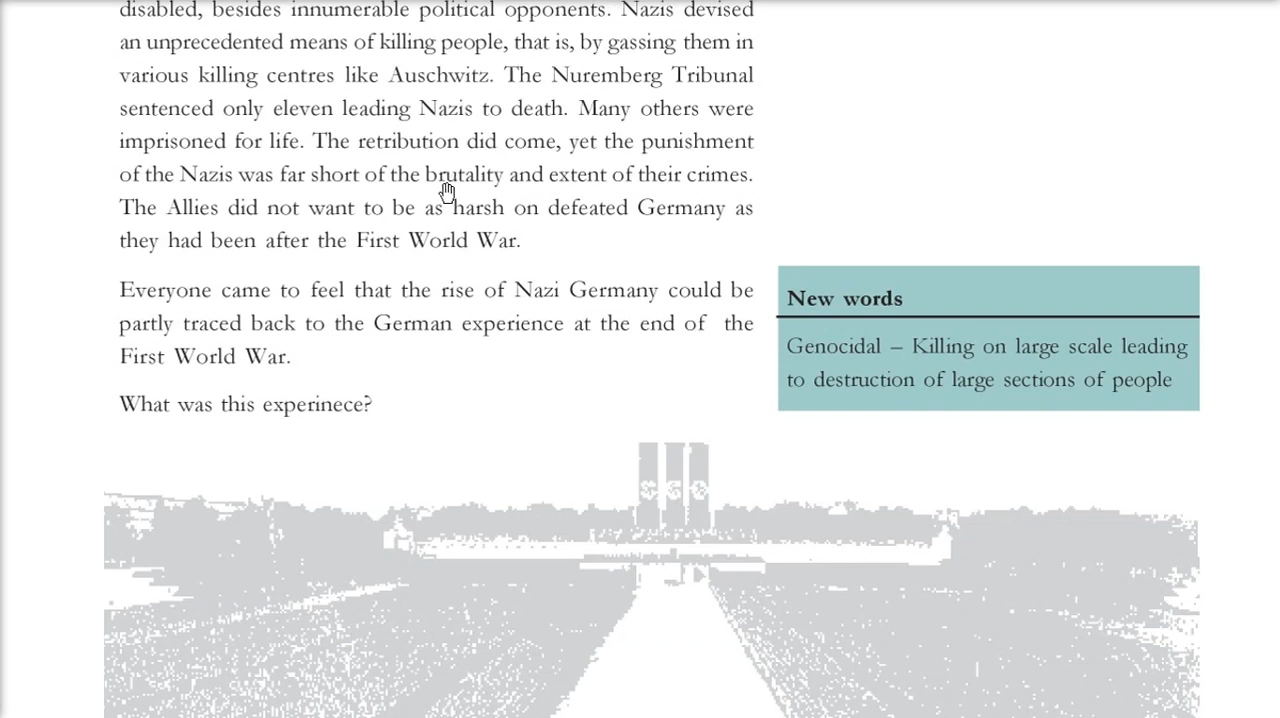 disabled, besides innumerable political opponents. Nazis devised
an unprecedented means of killing people, that is, by gassing them in
various killing centres like Auschwitz. The Nuremberg Tribunal
sentenced only eleven leading Nazis to death. Many others were
imprisoned for life. The retribution did come, yet the punishment
of the Nazis was far short of the brutality and extent of their crimes.
The Allies did not want to be as harsh on defeated Germany as
they had been after the First World War.
Everyone came to feel that the rise of Nazi Germany could be
partly traced back to the German experience at the end of the
First World War.
What was this experinece?
New words
Genocidal – Killing on large scale leading
to destruction of large sections of people